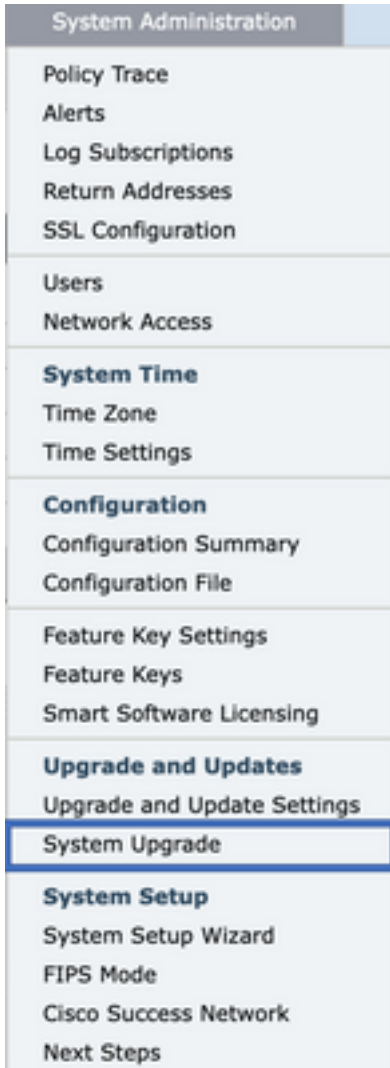 System Administration
Policy Trace
Alerts
Log Subscriptions
Return Addresses
SSL Configuration
Users
Network Access
System Time
Time Zone
Time Settings
Configuration
Configuration Summary
Configuration File
Feature Key Settings
Feature Keys
Smart Software Licensing
Upgrade and Updates
Upgrade and Update Settings
System Upgrade
System Setup
System Setup Wizard
FIPS Mode
Cisco Success Network
Next Steps